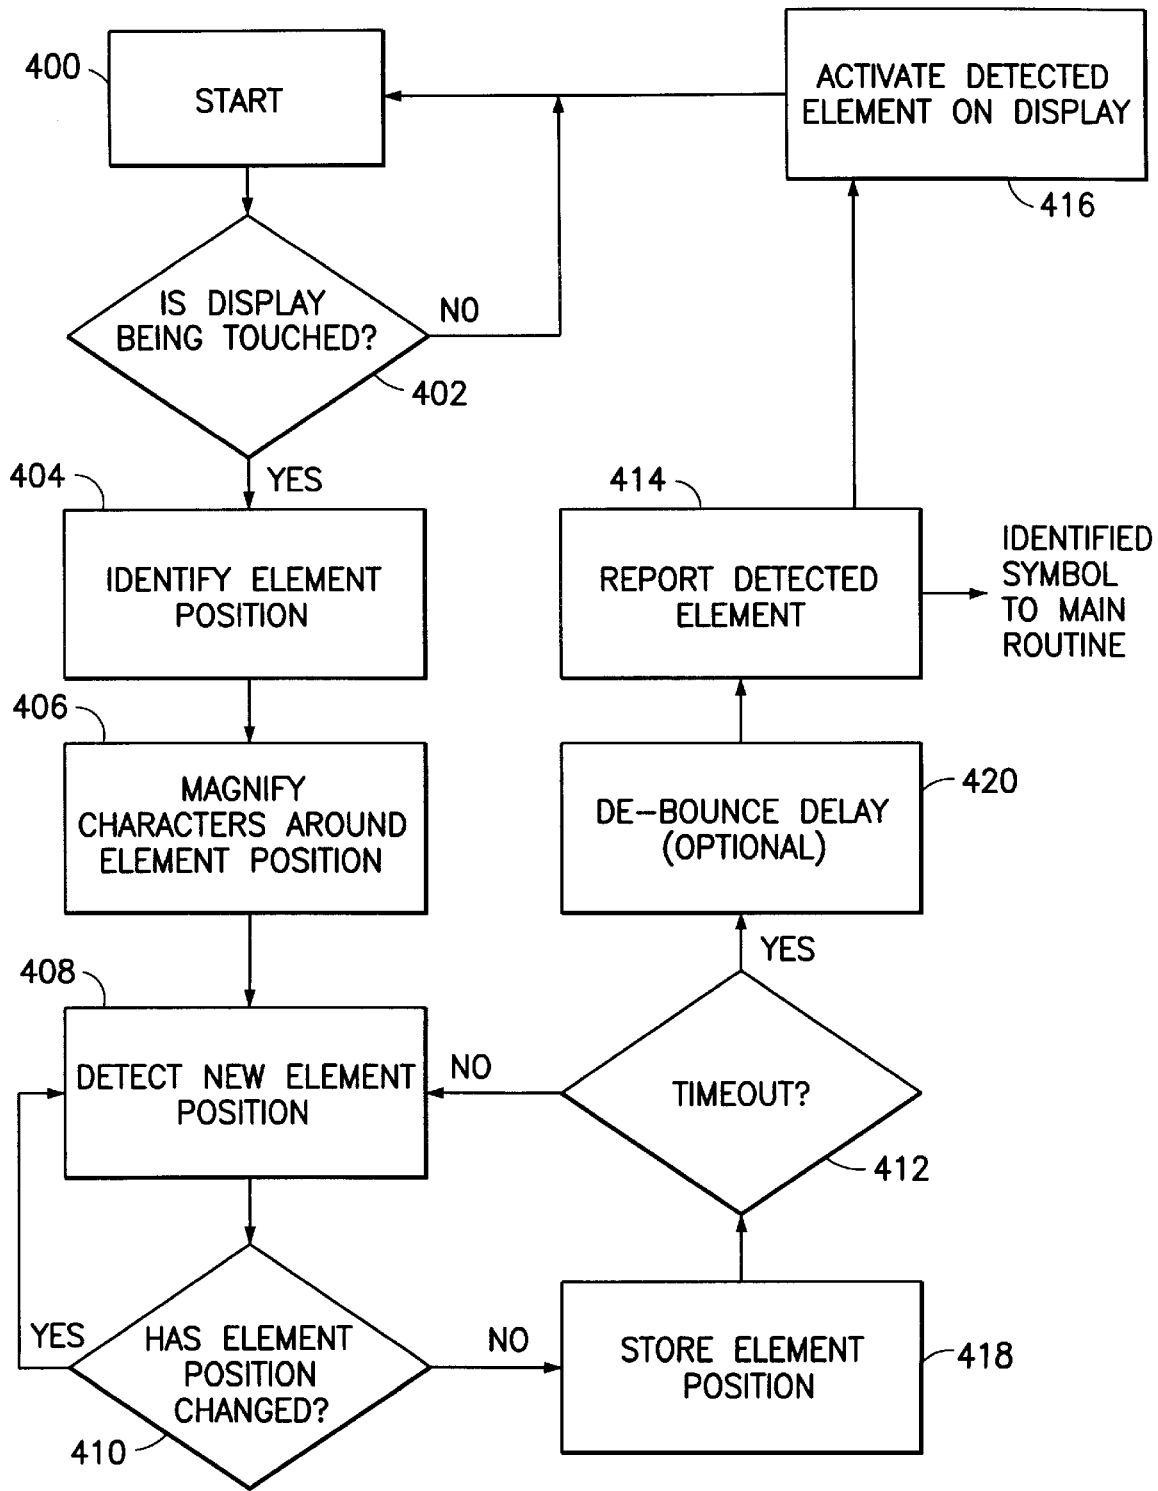 400
START
ACTIVATE DETECTED
ELEMENT ON DISPLAY
416
IS DISPLAY
BEING TOUCHED?
NO
402
YES
404
IDENTIFY ELEMENT
POSITION
414
REPORT DETECTED
ELEMENT
IDENTIFIED
SYMBOL
TO MAIN
ROUTINE
406
MAGNIFY
CHARACTERS AROUND
ELEMENT POSITION
DE-BOUNCE DELAY
(OPTIONAL)
420
YES
408
DETECT NEW ELEMENT
POSITION
NO
TIMEOUT?
412
YES
HAS ELEMENT
POSITION
CHANGED?
410
NO
STORE ELEMENT
POSITION
418